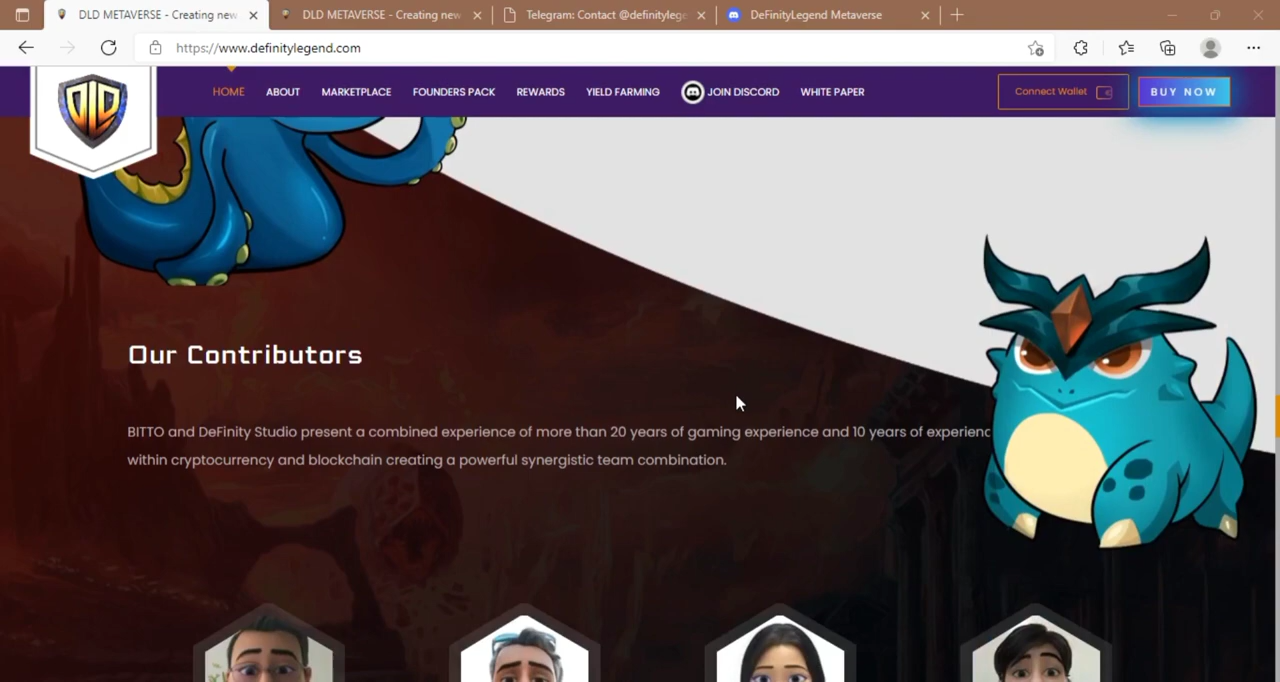 DLD METAVERSE - Creating new
DLD METAVERSE - Creating new
Telegram: Contact @definitylege
DeFinityLegend Metaverse
https://www.definitylegend.com
DLD
HOME
ABOUT
MARKETPLACE
FOUNDERS PACK
REWARDS
YIELD FARMING
JOIN DISCORD
WHITE PAPER
Connect Wallet
BUY NOW
Our Contributors
BITTO and DeFinity Studio present a combined experience of more than 20 years of gaming experience and 10 years of experienc
within cryptocurrency and blockchain creating a powerful synergistic team combination.